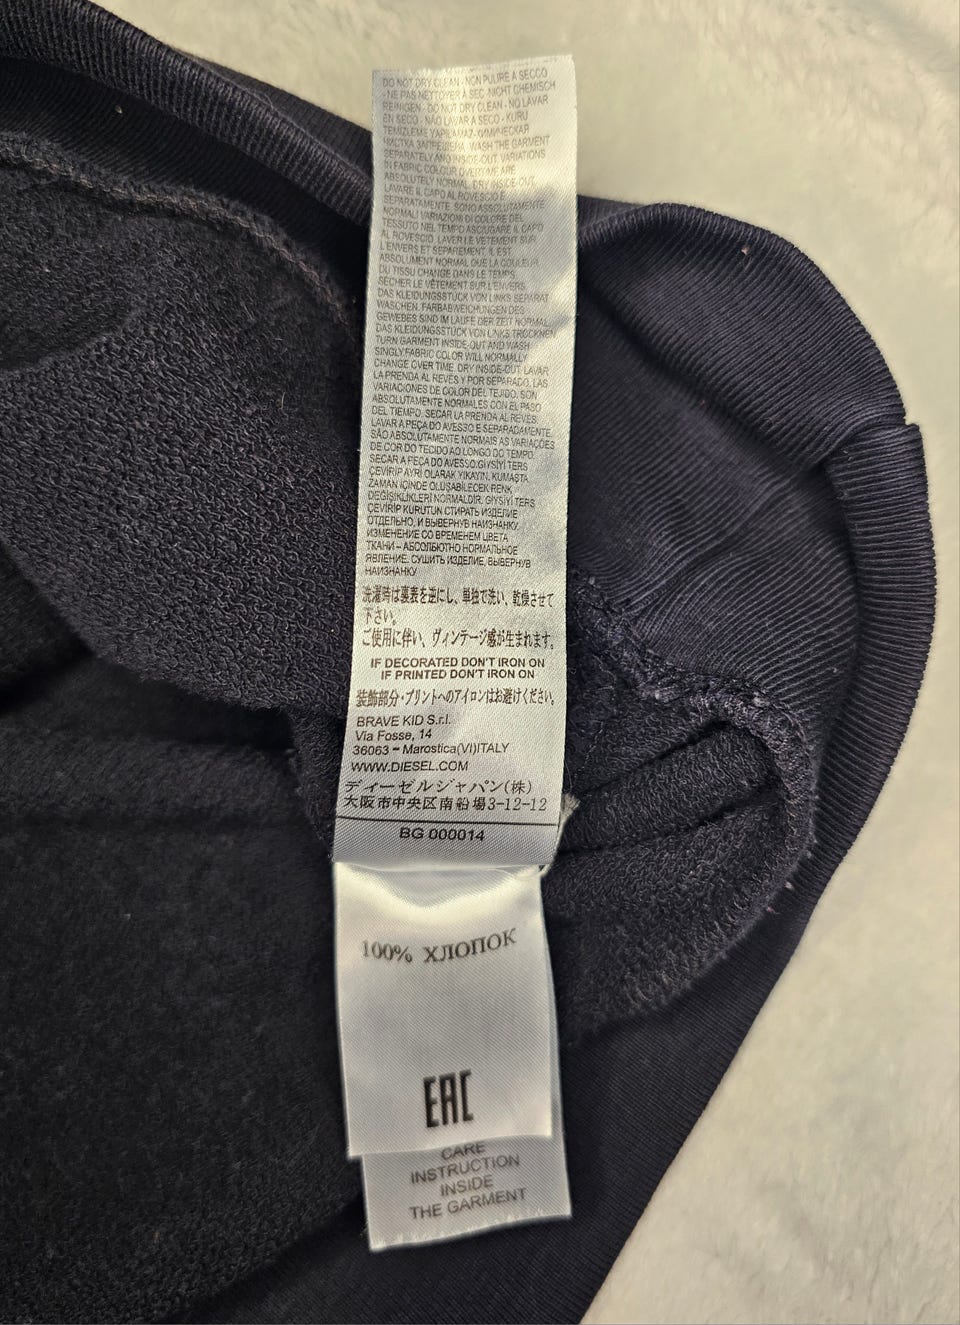 DO NOT DRY CLEAN - NON PULIRE A SECCO
- NE PAS NETTOYER A SEC-NICHT CHEMISCH
REINIGEN - DO NOT DRY CLEAN - NO LAVAR
EN SECO - NÃO LAVAR A SECO - KURU
TEMIZLEME YAPILAMAZ-ХИМИЧЕСКАЯ
ЧИСТКА ЗАПРЕЩЕНА. WASH THE GARMENT
SEPARATELY AND INSIDE-OUT. VARIATIONS
IN FABRIC COLOUR OVERTIME ARE
ABSOLUTELY NORMAL. DRY INSIDE-OUT.
LAVARE IL CAPO AL ROVESCIO E
SEPARATAMENTE. SONO ASSOLUTAMENTE
NORMALI VARIAZIONI DI COLORE DEL
TESSUTO NEL TEMPO ASCIUGARE IL CAPO
AL ROVESCIO. LAVER LE VETEMENT SUR
L'ENVERS ET SEPAREMENT. IL EST
ABSOLUMENT NORMAL QUE LA COULEUR
DU TISSU CHANGE DANS LE TEMPS.
SÉCHER LE VÊTEMENT SUR L'ENVERS.
DAS KLEIDUNGSSTÜCK VON LINKS SEPARAT
WASCHEN. FARBABWEICHUNGEN DES
GEWEBES SIND IM LAUFE DER ZEIT NORMAL.
DAS KLEIDUNGSSTÜCK VON LINKS TROCKNEN
TURN GARMENT INSIDE-OUT AND WASH
SINGLY.FABRIC COLOR WILL NORMALLY
CHANGE OVER TIME. DRY INSIDE-OUT. LAVAR
LA PRENDA AL REVES Y POR SEPARADO. LAS
VARIACIONES DE COLOR DEL TEJIDO. SON
ABSOLUTAMENTE NORMALES CON EL PASO
DEL TIEMPO. SECAR LA PRENDA AL REVES.
LAVAR A PEÇA DO AVESSO E SEPARADAMENTE.
SÃO ABSOLUTAMENTE NORMAIS AS VARIAÇÕES
DE COR DO TECIDO AO LONGO DO TEMPO.
SECAR A PEÇA DO AVESSO.GIYSIYI TERS
ÇEVIRIP AYRI OLARAK YIKAYIN. KUMASTA
ZAMAN IÇINDE OLUSABILECEK RENK
DEĞIŞIKLIKLERI NORMALDIR. GIYSIYI TERS
ÇEVIRIP KURUTUN СТИРАТЬ ИЗДЕЛИЕ
ОТДЕЛЬНО, И ВЫВЕРНУВ НАИЗНАНКУ.
ИЗМЕНЕНИЕ СО ВРЕМЕНЕМ ЦВЕТА
ТКАНИ – АБСОЛЮТНО НОРМАЛЬНОЕ
ЯВЛЕНИЕ. СУШИТЬ ИЗДЕЛИЕ, ВЫВЕРНУВ
НАИЗНАНКУ
洗濯時は裏表を逆にし、単独で洗い、乾燥させて
下さい。
ご使用に伴い、ヴィンテージ感が生まれます。
IF DECORATED DON'T IRON ON
IF PRINTED DON'T IRON ON
装飾部分・プリントへのアイロンはお避けください。
BRAVE KID S.r.l.
Via Fosse, 14
36063 – Marostica(VI)ITALY
WWW.DIESEL.COM
ディーゼルジャパン(株)
大阪市中央区南船場3-12-12
BG 000014
100% ХЛОПОК
EAC
CARE
INSTRUCTION
INSIDE
THE GARMENT